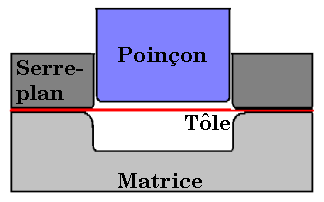 Poinçon
Serre-
plan
Tôle
Matrice